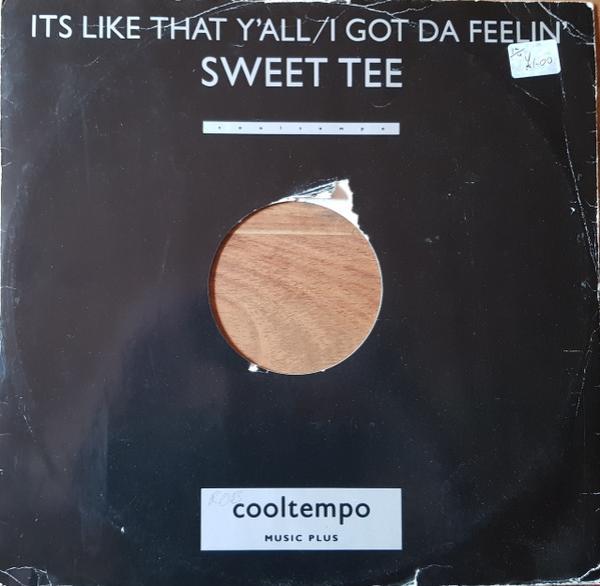 ITS LIKE THAT Y'ALL/I GOT DA FEELIN'
SWEET TEE
£1.00
cooltempo
cooltempo
MUSIC PLUS